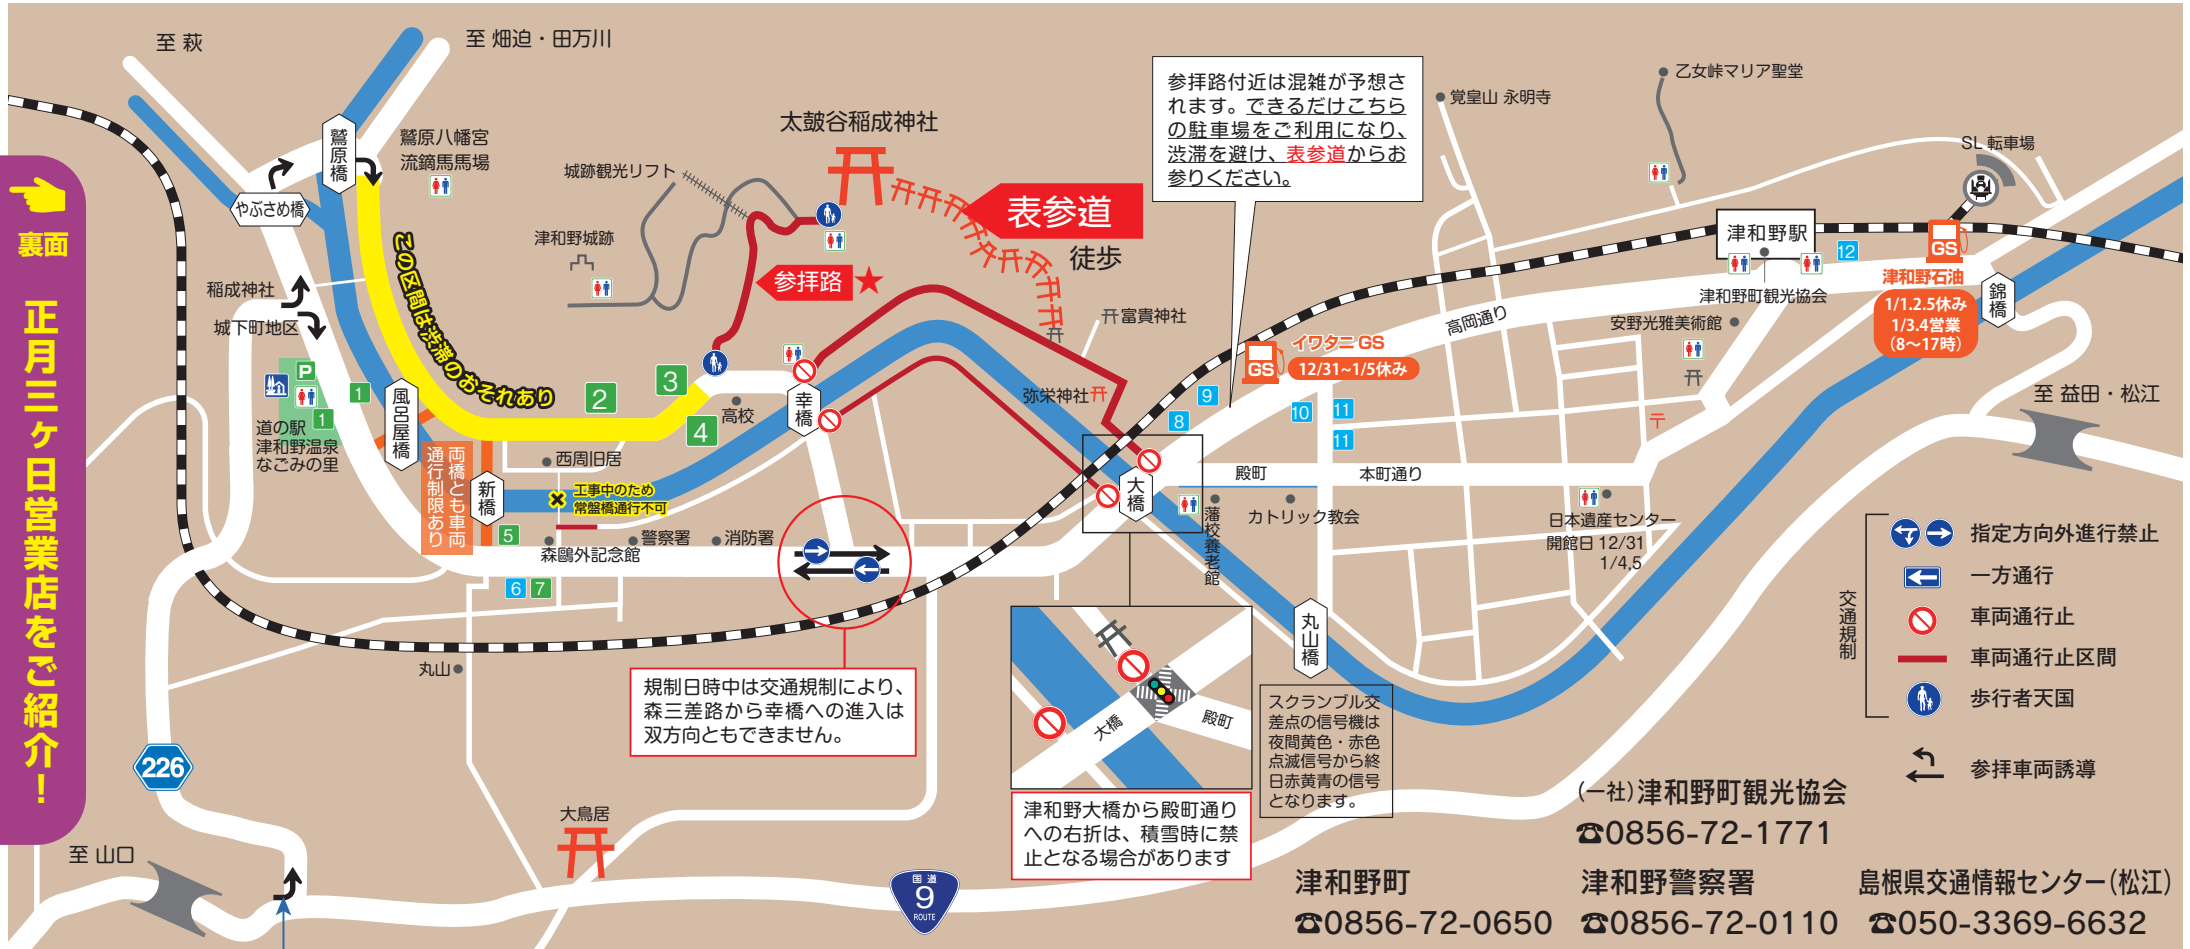 至 萩
至 畑迫・田万川
鷲原橋
鷲原八幡宮
流鏑馬馬場
やぶさめ橋
裏面
正月三ヶ日営業店をご紹介！
稲成神社
城下町地区
この区間は渋滞のおそれあり
太皷谷稲成神社
城跡観光リフト
津和野城跡
参拝路
★
表参道
徒歩
参拝路付近は混雑が予想さ
れます。できるだけこちら
の駐車場をご利用になり、
渋滞を避け、表参道からお
参りください。
覚皇山 永明寺
乙女峠マリア聖堂
SL 転車場
津和野駅
12
GS
津和野石油
1/1.2.5休み
1/3.4営業
(8〜17時)
錦橋
津和野町観光協会
安野光雅美術館
高岡通り
富貴神社
弥栄神社
GS
イワタニ GS
12/31~1/5休み
8
9
10
11
11
至 益田・松江
P
1
1
道の駅
津和野温泉
なごみの里
風呂屋橋
2
3
4
高校
幸橋
両橋とも車両
通行制限あり
新橋
西周旧居
工事中のため
常盤橋通行不可
5
森鷗外記念館
警察署
消防署
6
7
丸山
大橋
殿町
本町通り
藩校養老館
カトリック教会
日本遺産センター
開館日 12/31
1/4,5
丸山橋
規制日時中は交通規制により、
森三差路から幸橋への進入は
双方向ともできません。
大橋
殿町
津和野大橋から殿町通り
への右折は、積雪時に禁
止となる場合があります
スクランブル交
差点の信号機は
夜間黄色・赤色
点滅信号から終
日赤黄青の信号
となります。
交通規制
指定方向外進行禁止
一方通行
車両通行止
車両通行止区間
歩行者天国
参拝車両誘導
226
至 山口
大鳥居
国道
9
ROUTE
(一社)津和野町観光協会
☎0856-72-1771
津和野町
☎0856-72-0650
津和野警察署
☎0856-72-0110
島根県交通情報センター(松江)
☎050-3369-6632